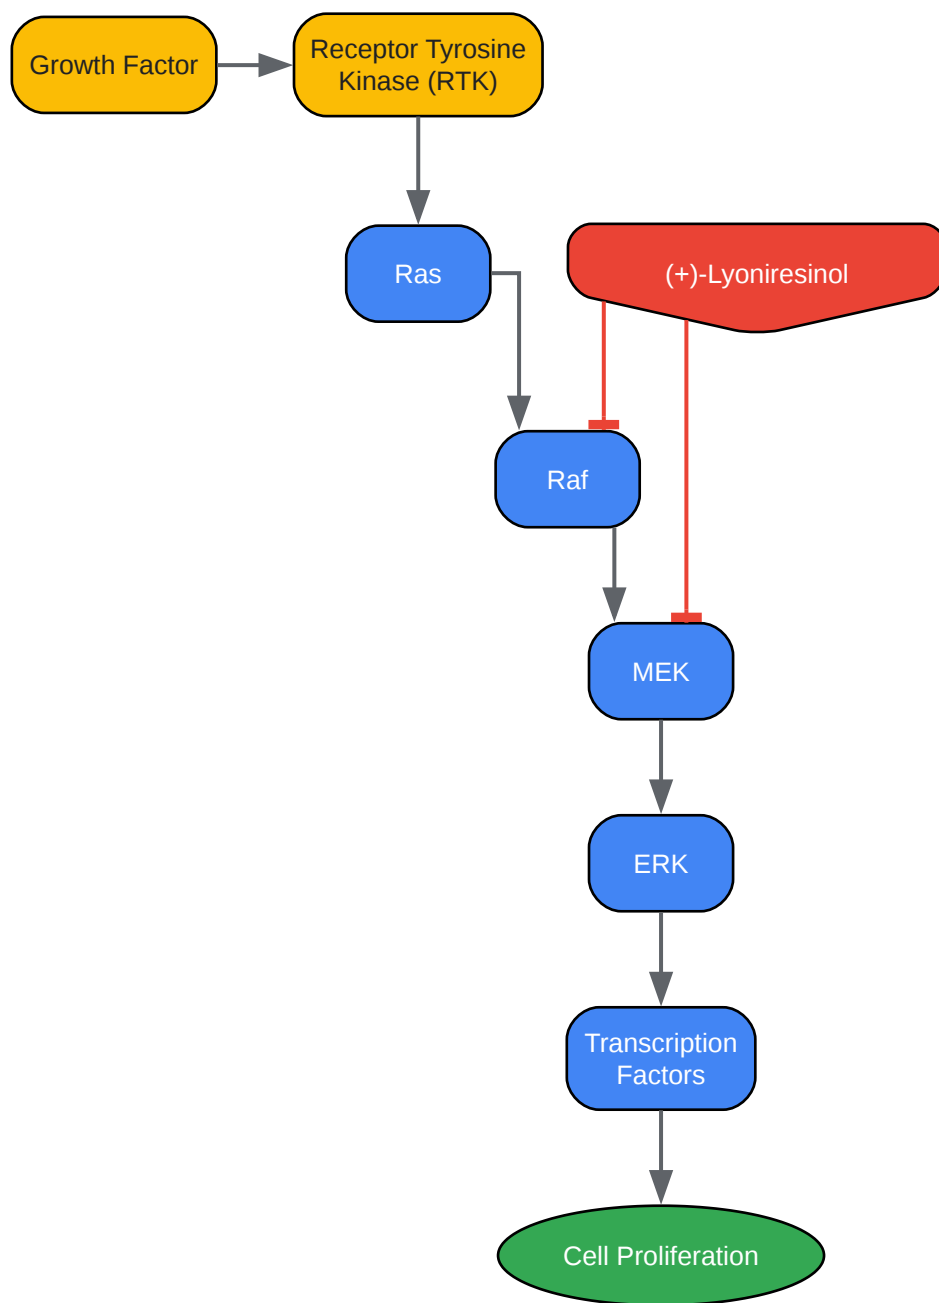 Growth Factor
Receptor Tyrosine
Kinase (RTK)
Ras
(+)-Lyoniresinol
Raf
MEK
ERK
Transcription
Factors
Cell Proliferation